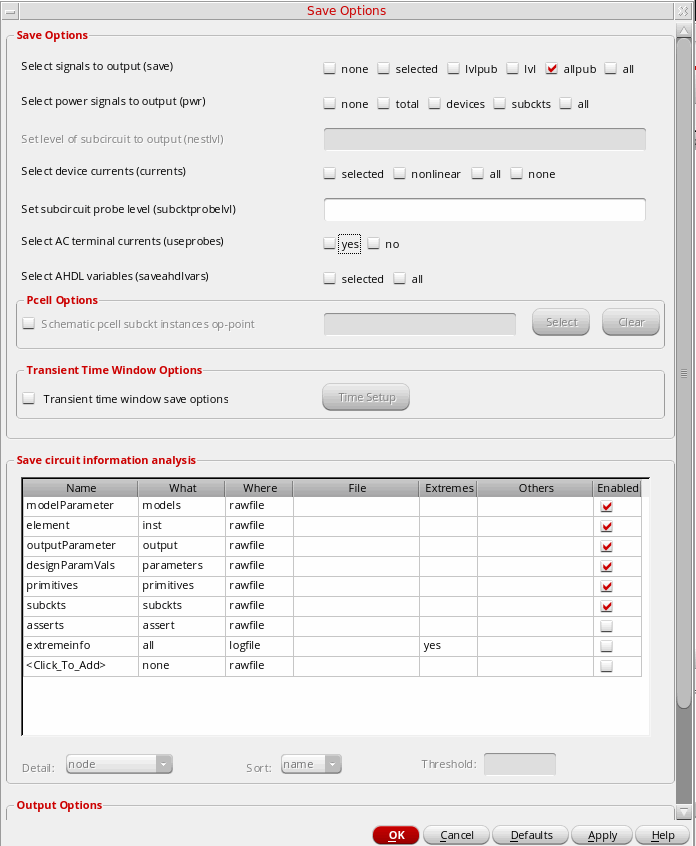 Save Options
Save Options
Select signals to output (save) none selected lvlpub lvl allpub all
Select power signals to output (pwr) none total devices subckts all
Set level of subcircuit to output (nestlvl)
Select device currents (currents) selected nonlinear all none
Set subcircuit probe level (subcktprobelvl)
Select AC terminal currents (useprobes) yes no
Select AHDL variables (saveahdlvars) selected all
Pcell Options
Schematic pcell subckt instances op-point Select Clear
Transient Time Window Options
Transient time window save options Time Setup
Save circuit information analysis
Name What Where File Extremes Others Enabled
modelParameter models rawfile
element inst rawfile
outputParameter output rawfile
designParamVals parameters rawfile
primitives primitives rawfile
subckts subckts rawfile
asserts assert rawfile
extremeinfo all logfile yes
<Click_To_Add> none rawfile
Detail: node Sort: name Threshold:
Output Options
OK Cancel Defaults Apply Help